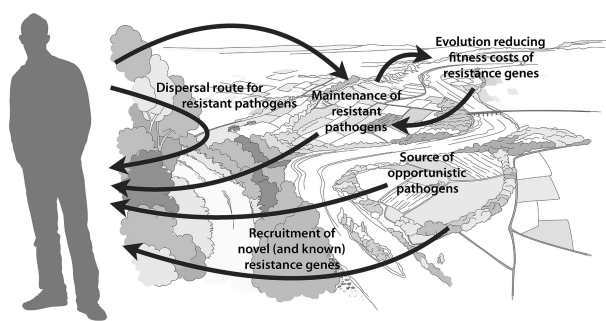 Evolution reducing
fitness costs of
resistance genes
Dispersal route for
resistant pathogens
Maintenance of
resistant
pathogens
Source of
opportunistic
pathogens
Recruitment of
novel (and known)
resistance genes